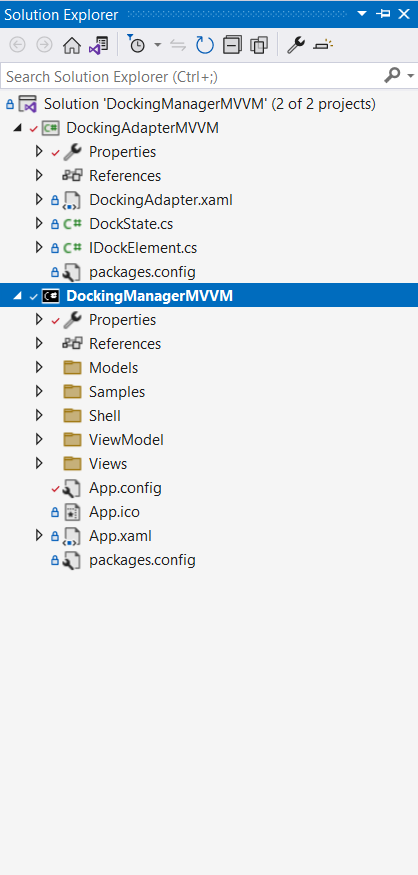 Solution Explorer
Search Solution Explorer (Ctrl+;)
Solution 'DockingManagerMVVM' (2 of 2 projects)
DockingAdapterMVVM
Properties
References
DockingAdapter.xaml
C# DockState.cs
C# IDockElement.cs
packages.config
DockingManagerMVVM
Properties
References
Models
Samples
Shell
ViewModel
Views
App.config
App.ico
App.xaml
packages.config